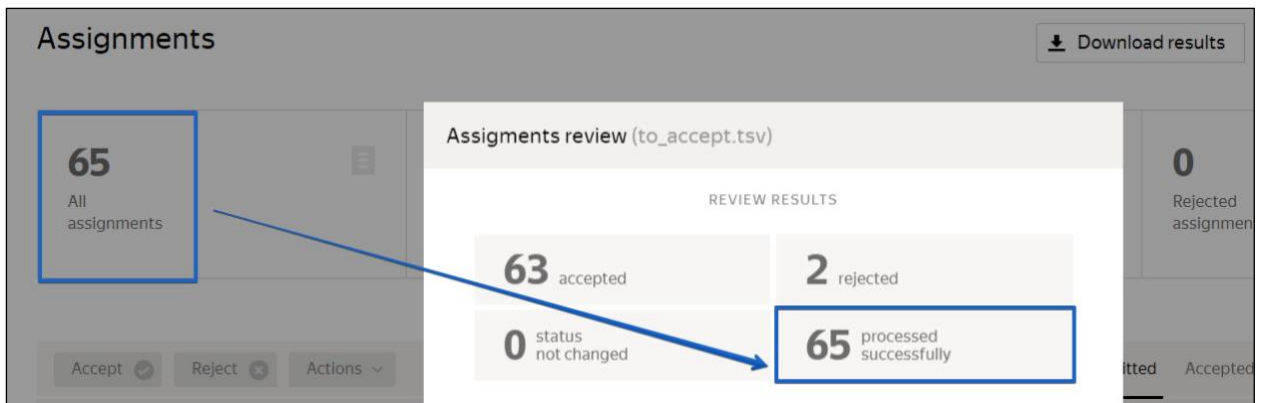 Assignments
Download results
65
All
assignments
Assigments review (to_accept.tsv)
REVIEW RESULTS
63 accepted
2 rejected
0 status
not changed
65 processed
successfully
0
Rejected
assignmen
Accept
Reject
Actions
itted
Accepted